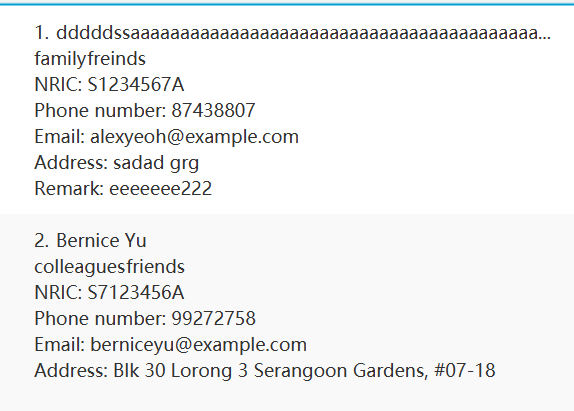 1. dddddssaaaaaaaaaaaaaaaaaaaaaaaaaaaaaaaaaaaaaaaaa...
familyfreinds
NRIC: S1234567A
Phone number: 87438807
Email: alexyeoh@example.com
Address: sadad grg
Remark: eeeeeee222
2. Bernice Yu
colleaguesfriends
NRIC: S7123456A
Phone number: 99272758
Email: berniceyu@example.com
Address: Blk 30 Lorong 3 Serangoon Gardens, #07-18